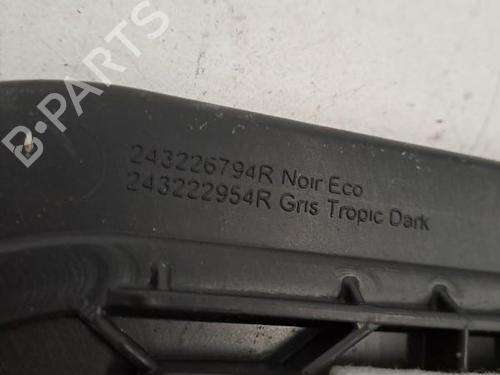 B-PARTS
243226794R Noir Eco
243222954R Gris Tropic Dark